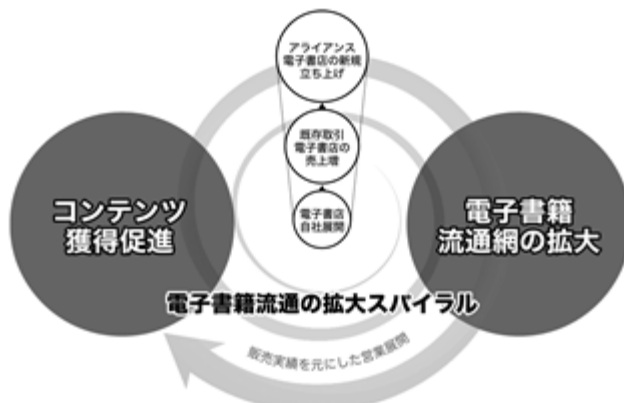 アライアンス
電子書店の新規
立ち上げ
既存取引
電子書店の
売上増
電子書店
自社展開
コンテンツ
獲得促進
電子書籍
流通網の拡大
電子書籍流通の拡大スパイラル
販売実績を元にした営業展開